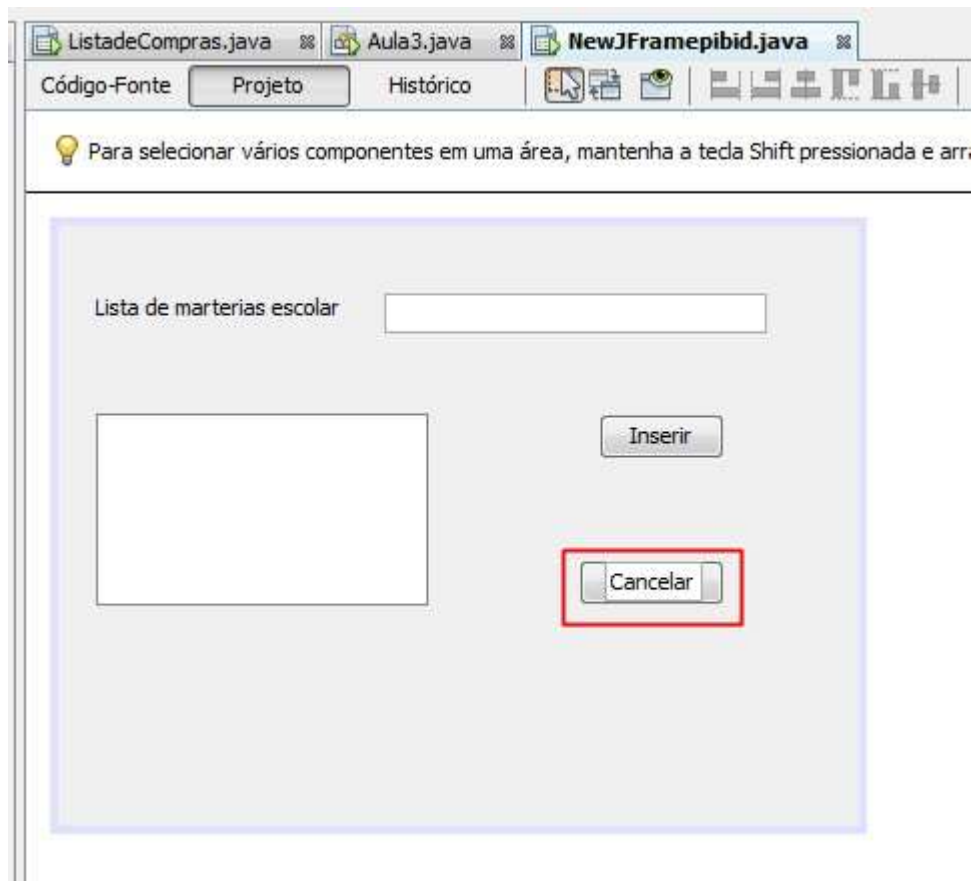 ListadeCompras.java Aula3.java NewJFramepibid.java
Código-Fonte Projeto Histórico
Para selecionar vários componentes em uma área, mantenha a tecla Shift pressionada e
Lista de marterias escolar
Inserir
Cancelar